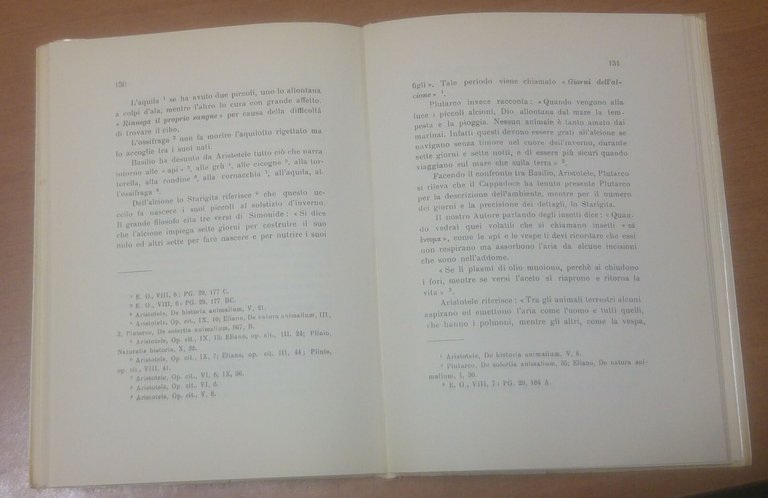 130
L'aquila ¹ se ha avuto due piccoli, uno lo allontana
a colpi d'ala, mentre l'altro lo cura con grande affetto.
« Rinnega il proprio sangue » per causa della difficoltà
di trovare il cibo.
L'ossifraga ² non fa morire l'aquilotto rigettato ma
lo accoglie tra i suoi nati.
Basilio ha desunto da Aristotele tutto ciò che narra
intorno alle « api » ³, alle grù ⁴, alle cicogne ⁵, alla tor-
torella, alla rondine ⁶, alla cornacchia ⁷, all'aquila, al-
l'ossifraga ⁸.
Dell'alcione lo Starigita riferisce ⁹ che questo uc-
cello fa nascere i suoi piccoli al solstizio d'inverno.
Il grande filosofo cita tre versi di Simonide : « Si dice
che l'alcione impiega sette giorni per costruire il suo
nido ed altri sette per fare nascere e per nutrire i suoi
¹ E. O., VIII, 6 : PG. 29, 177 C.
² E. O., VIII, 6 : PG. 29, 177 BC.
Aristotele, De historia animalium, V, 21.
Aristotele, Op. cit., IX, 10; Eliano, De natura animalium, III,
Plutarco, De solertia animalium, 967, B.
Aristotele, Op. cit., IX, 13; Eliano, op. cit., III, 24; Plinio,
Naturalis historia, X, 32.
Aristotele, Op. cit., IX, 7; Eliano, op. cit. III, 44; Plinio,
op. cit., VIII, 41.
Aristotele, Op. cit., VI, 6; IX, 36.
Aristotele, Op. cit., VI, 5.
Aristotele, Op. cit., V, 8.
131
figli ». Tale periodo viene chiamato « Giorni dell'al-
cione » ¹.
Plutarco invece racconta : « Quando vengono alla
luce i piccoli alcioni, Dio allontana dal mare la tem-
pesta e la pioggia. Nessun animale è tanto amato dai
marinai. Infatti questi devono essere grati all'alcione se
navigano senza timore nel cuore dell'inverno, durante
sette giorni e sette notti, e di essere più sicuri quando
viaggiano sul mare che sulla terra » ².
Facendo il confronto tra Basilio, Aristotele, Plutarco
si rileva che il Cappadoce ha tenuto presente Plutarco
per la descrizione dell'ambiente, mentre per il numero
dei giorni e la precisione dei dettagli, lo Starigita.
Il nostro Autore parlando degli insetti dice : « Quan-
do vedrai quei volatili che si chiamano insetti «
», come le api e le vespe ti devi ricordare che essi
non respirano ma assorbono l'aria da alcune incisioni
che sono nell'addome.
« Se li plasmi di olio muoiono, perchè si chiudono
i fori, mentre se versi l'aceto si riaprono e ritorna la
vita » ³.
Aristotele riferisce : « Tra gli animali terrestri alcuni
aspirano ed emettono l'aria come l'uomo e tutti quelli,
che hanno i polmoni, mentre gli altri, come la vespa,
¹ Aristotele, De historia animalium, V, 8.
² Plutarco, De solertia animalium, 35; Eliano, De natura ani-
malium, I, 36.
³ E. O., VIII, 7 : PG. 29, 184 A.